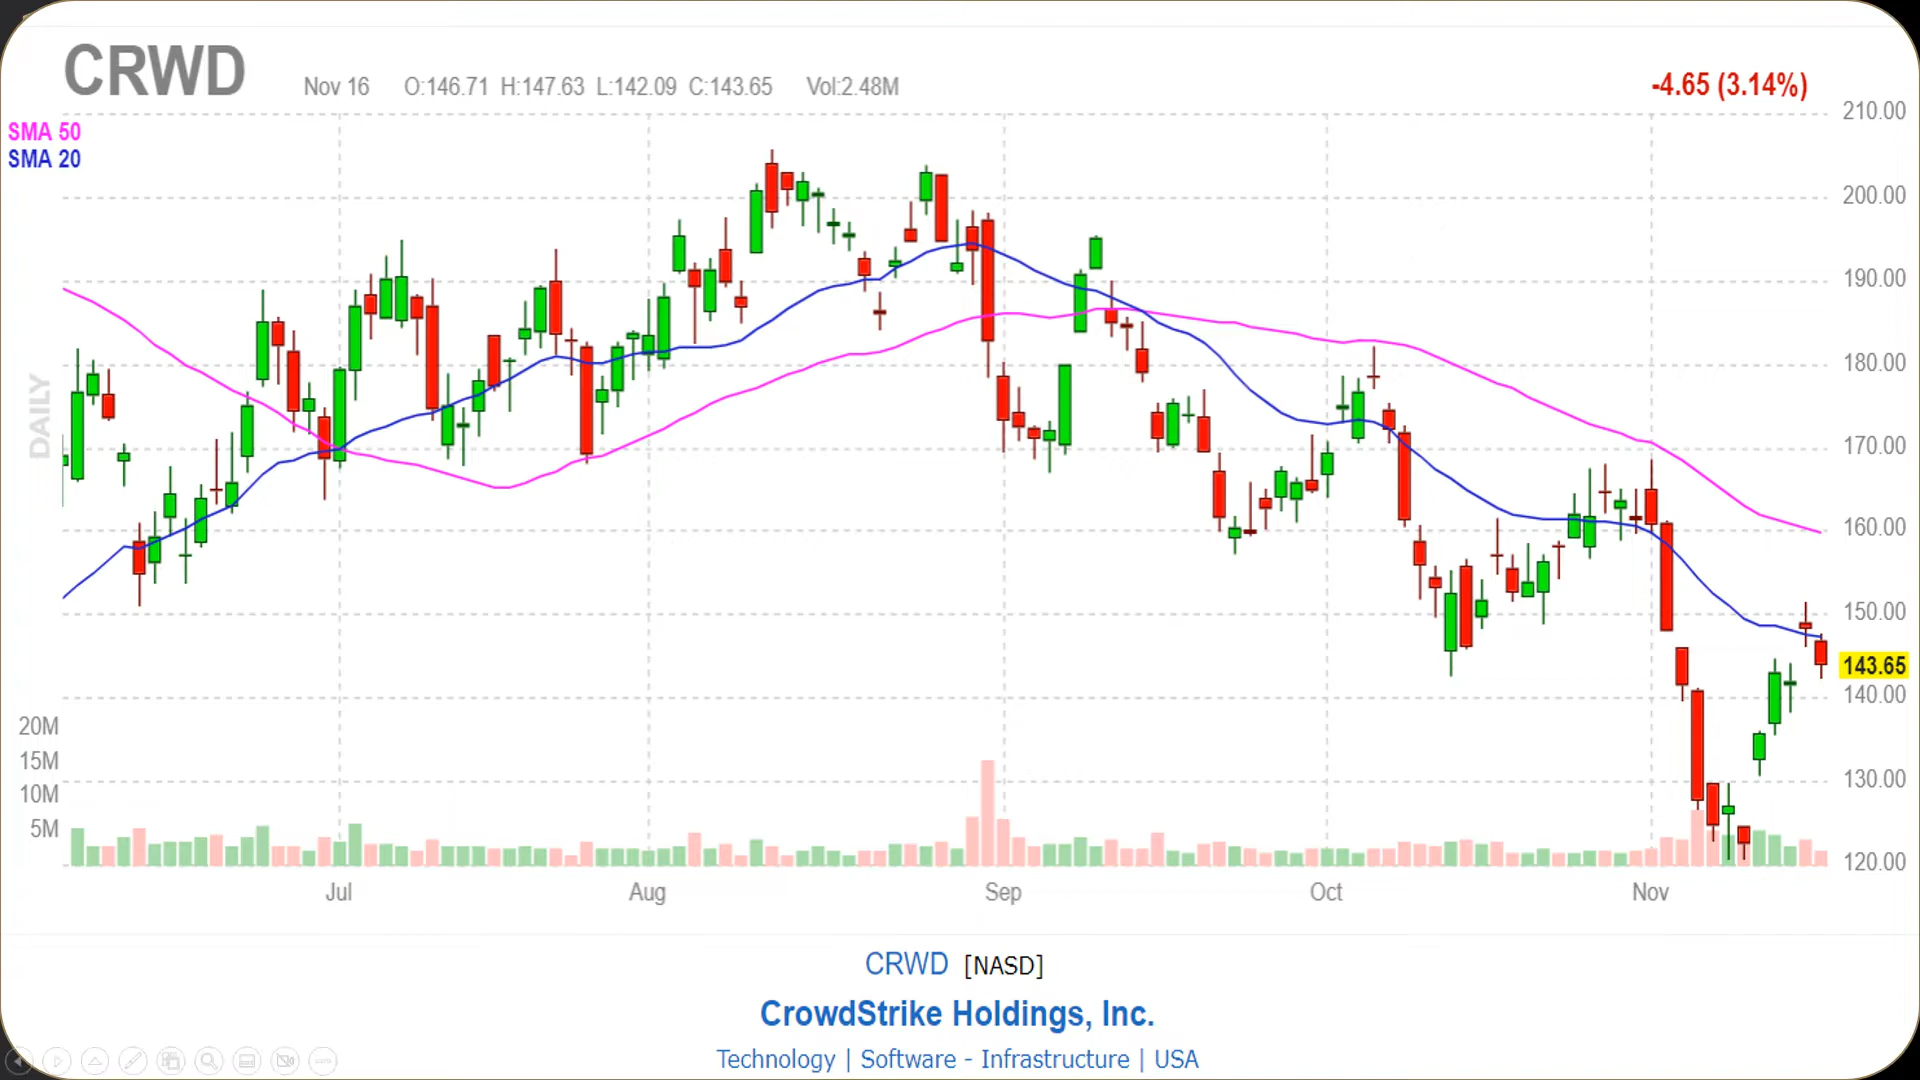 CRWD
Nov 16 O:146.71 H:147.63 L:142.09 C:143.65 Vol:2.48M
-4.65 (3.14%)
SMA 50
SMA 20
DAILY
210.00
200.00
190.00
180.00
170.00
160.00
150.00
143.65
140.00
130.00
120.00
20M
15M
10M
5M
Jul Aug Sep Oct Nov
CRWD [NASD]
CrowdStrike Holdings, Inc.
Technology | Software - Infrastructure | USA